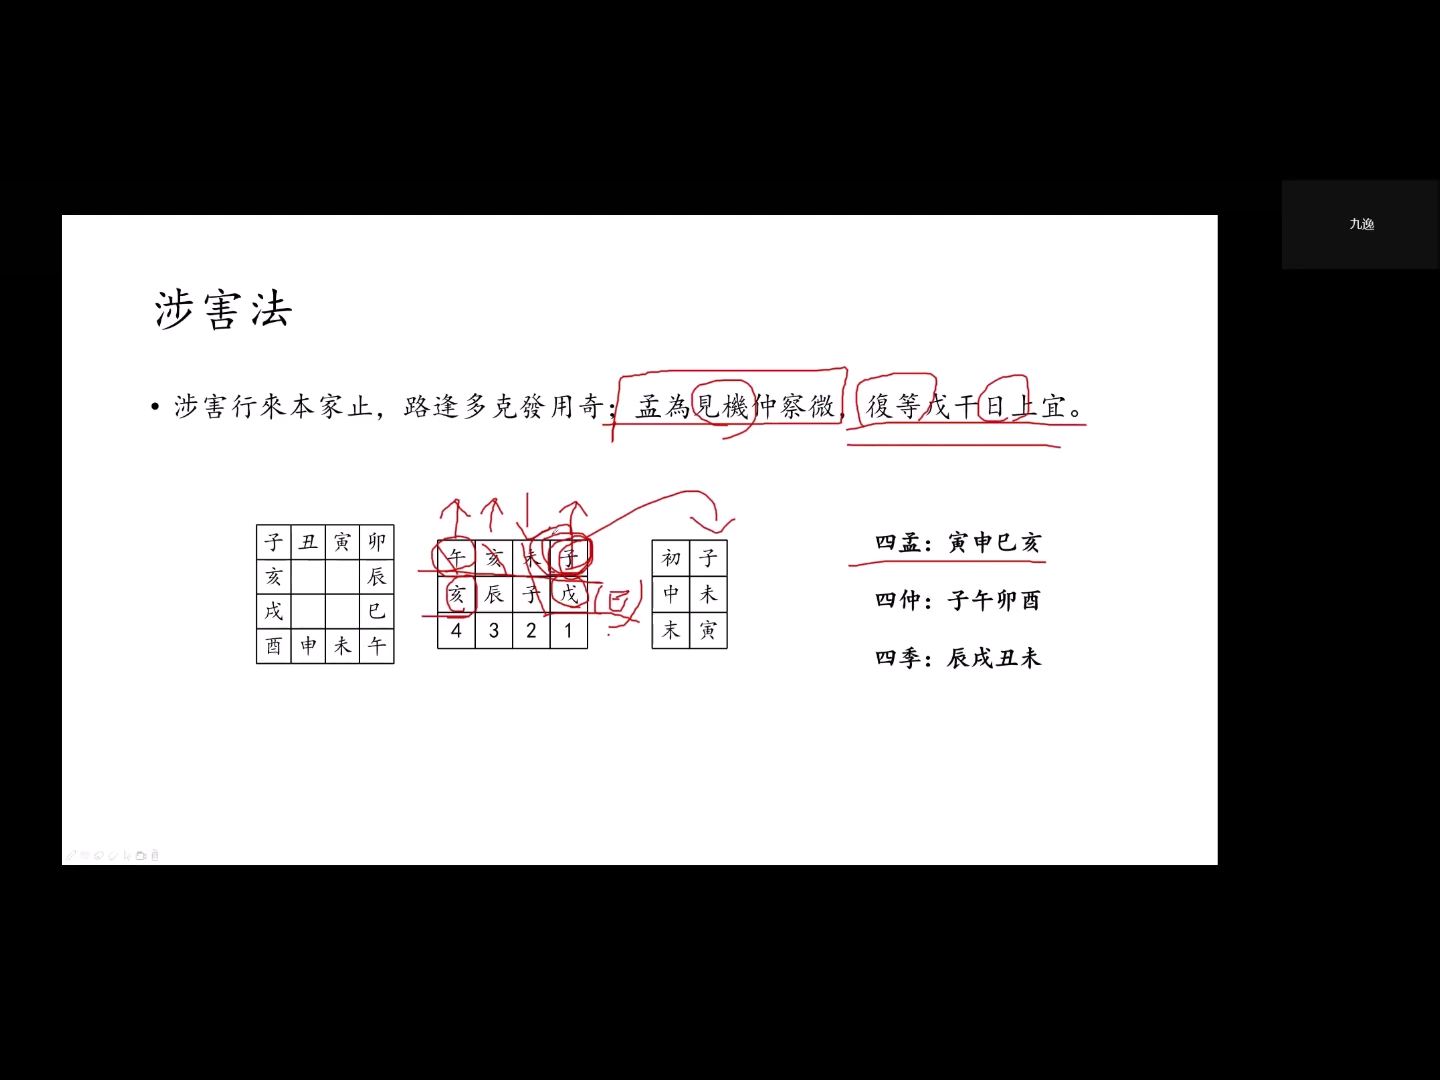 九逸
涉害法
• 涉害行來本家止，路逢多克發用奇；孟為見機仲察微，復等戊干日上宜。
子 丑 寅 卯
亥 辰
戌 巳
酉 申 未 午
午 亥 未 子
亥 辰 子 戊 (巳)
4 3 2 1
初 子
中 未
末 寅
四孟：寅申巳亥
四仲：子午卯酉
四季：辰戌丑未